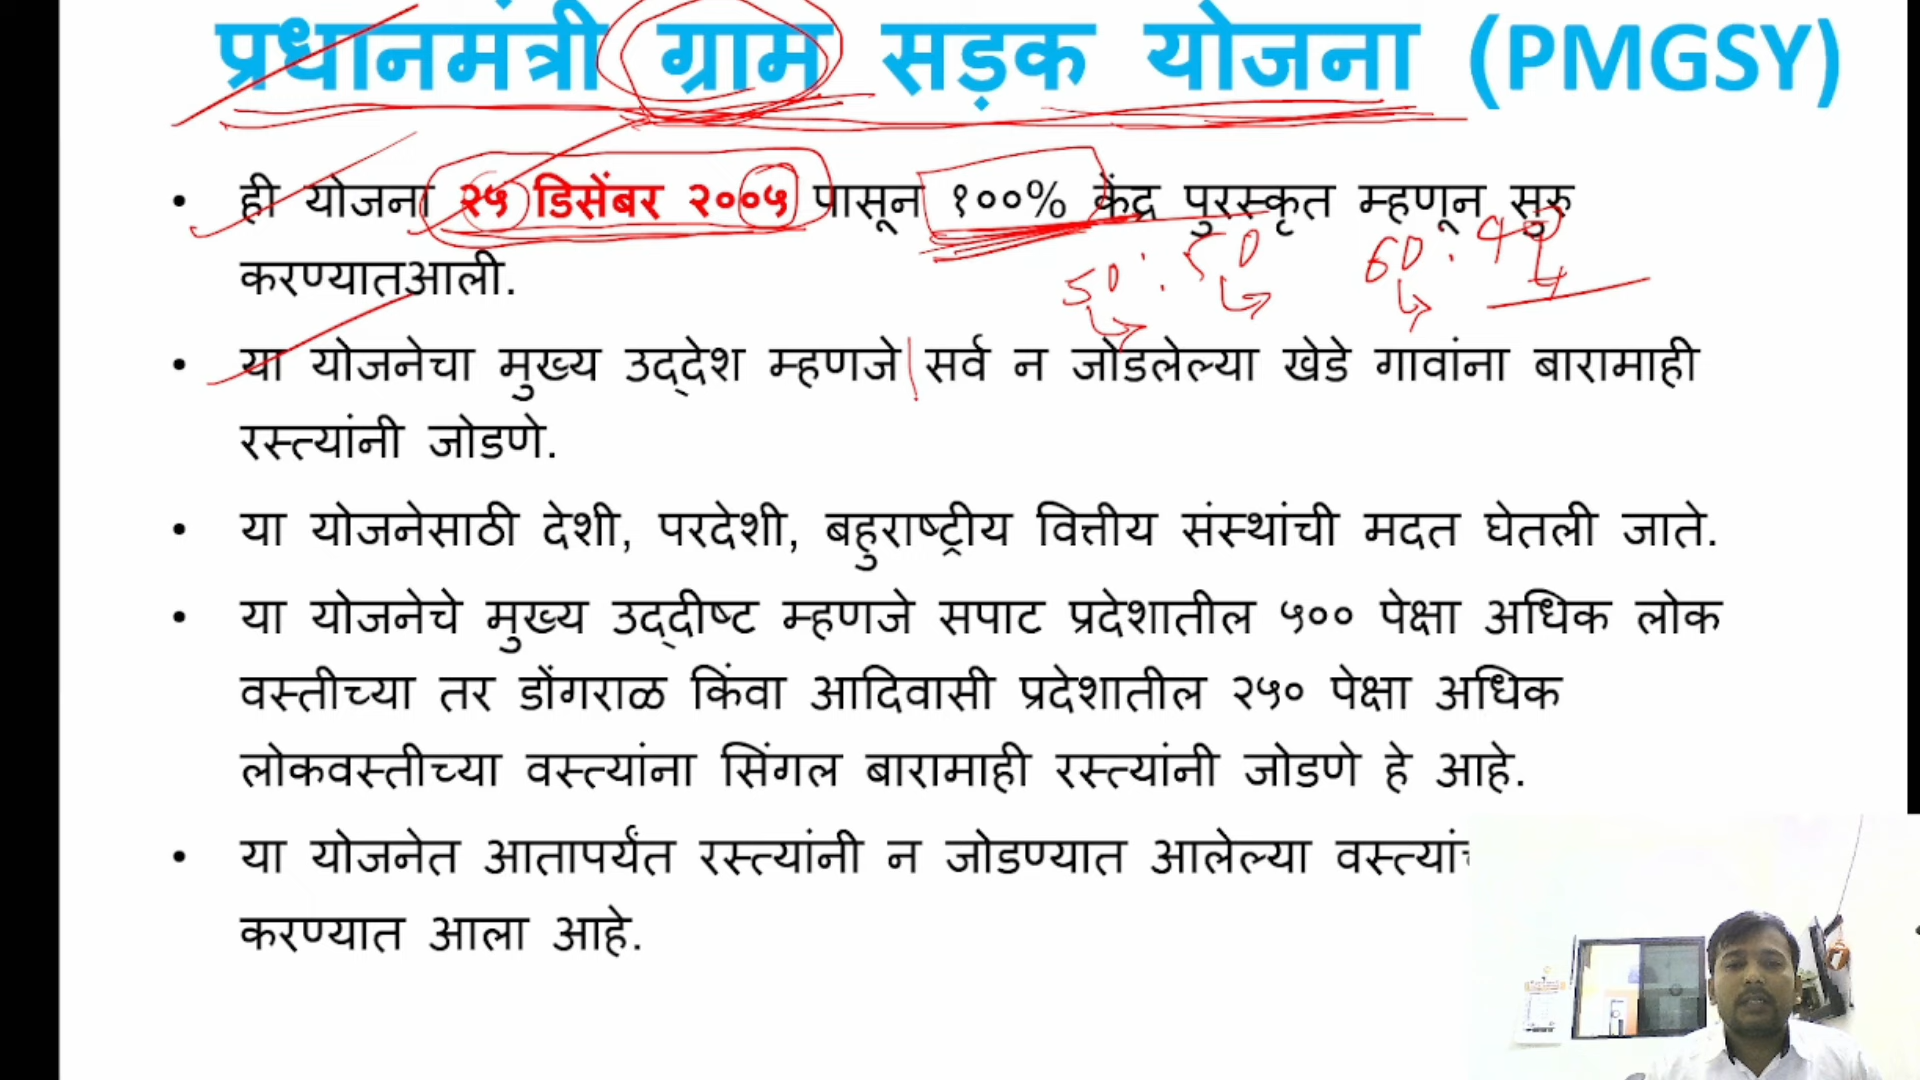 प्रधानमंत्री ग्राम सड़क योजना (PMGSY)
• ही योजना २५ डिसेंबर २००५ पासून १००% केंद्र पुरस्कृत म्हणून सुरु
50 : 50 60 : 40
करण्यातआली.
• या योजनेचा मुख्य उद्देश म्हणजे सर्व न जोडलेल्या खेडे गावांना बारामाही
रस्त्यांनी जोडणे.
• या योजनेसाठी देशी, परदेशी, बहुराष्ट्रीय वित्तीय संस्थांची मदत घेतली जाते.
• या योजनेचे मुख्य उद्दीष्ट म्हणजे सपाट प्रदेशातील ५०० पेक्षा अधिक लोक
वस्तीच्या तर डोंगराळ किंवा आदिवासी प्रदेशातील २५० पेक्षा अधिक
लोकवस्तीच्या वस्त्यांना सिंगल बारामाही रस्त्यांनी जोडणे हे आहे.
• या योजनेत आतापर्यंत रस्त्यांनी न जोडण्यात आलेल्या
करण्यात आला आहे.